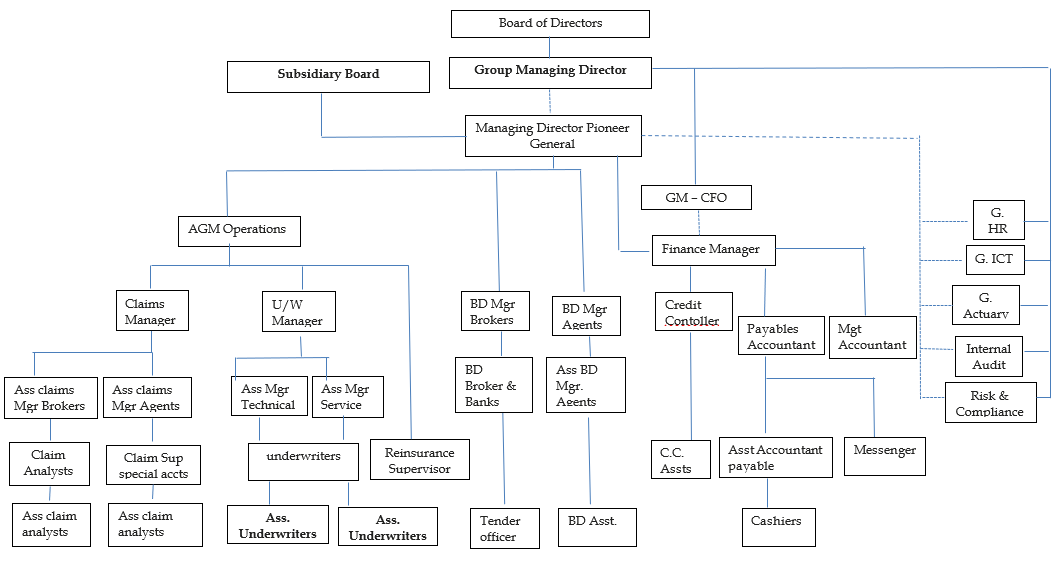 Board of Directors
Subsidiary Board
Group Managing Director
Managing Director Pioneer
General
GM – CFO
G.
HR
AGM Operations
Finance Manager
G. ICT
Claims
Manager
U/W
Manager
BD Mgr
Brokers
BD Mgr
Agents
Credit
Contoller
Payables
Accountant
Mgt
Accountant
G.
Actuary
Internal
Audit
Ass claims
Mgr Brokers
Ass claims
Mgr Agents
Ass Mgr
Technical
Ass Mgr
Service
BD
Broker &
Banks
Ass BD
Mgr.
Agents
Risk &
Compliance
Claim
Analysts
Claim Sup
special accts
underwriters
Reinsurance
Supervisor
C.C.
Assts
Asst Accountant
payable
Messenger
Ass claim
analysts
Ass claim
analysts
Ass.
Underwriters
Ass.
Underwriters
Tender
officer
BD Asst.
Cashiers